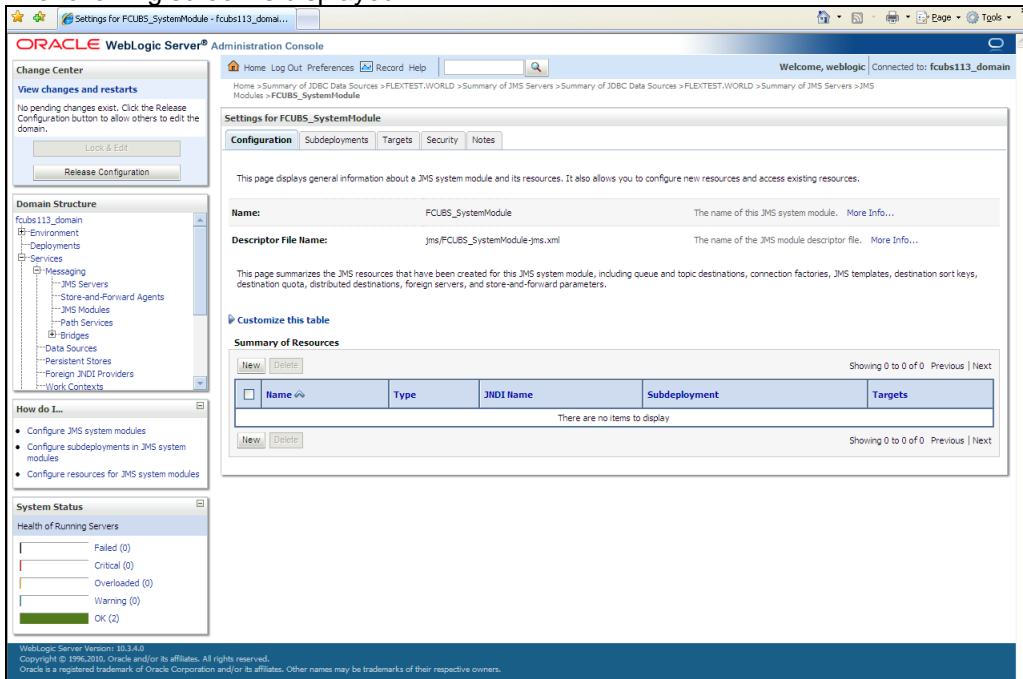 Settings for FCUBS_SystemModule - fcubs113_domai...
Page
Tools
ORACLE WebLogic Server® Administration Console
Change Center
View changes and restarts
No pending changes exist. Click the Release
Configuration button to allow others to edit the
domain.
Lock & Edit
Release Configuration
Domain Structure
fcubs113_domain
Environment
Deployments
Services
Messaging
JMS Servers
Store-and-Forward Agents
JMS Modules
Path Services
Bridges
Data Sources
Persistent Stores
Foreign JNDI Providers
Work Contexts
How do I...
Configure JMS system modules
Configure subdeployments in JMS system
modules
Configure resources for JMS system modules
System Status
Health of Running Servers
Failed (0)
Critical (0)
Overloaded (0)
Warning (0)
OK (2)
Home Log Out Preferences Record Help
Welcome, weblogic Connected to: fcubs113_domain
Home >Summary of JDBC Data Sources >FLEXTEST.WORLD >Summary of JMS Servers >Summary of JDBC Data Sources >FLEXTEST.WORLD >Summary of JMS Servers >JMS
Modules >FCUBS_SystemModule
Settings for FCUBS_SystemModule
Configuration Subdeployments Targets Security Notes
This page displays general information about a JMS system module and its resources. It also allows you to configure new resources and access existing resources.
Name: FCUBS_SystemModule The name of this JMS system module. More Info...
Descriptor File Name: jms/FCUBS_SystemModule-jms.xml The name of the JMS module descriptor file. More Info...
This page summarizes the JMS resources that have been created for this JMS system module, including queue and topic destinations, connection factories, JMS templates, destination sort keys,
destination quota, distributed destinations, foreign servers, and store-and-forward parameters.
Customize this table
Summary of Resources
New Delete Showing 0 to 0 of 0 Previous | Next
Name Type JNDI Name Subdeployment Targets
There are no items to display
New Delete Showing 0 to 0 of 0 Previous | Next
WebLogic Server Version: 10.3.4.0
Copyright © 1996,2010, Oracle and/or its affiliates. All rights reserved.
Oracle is a registered trademark of Oracle Corporation and/or its affiliates. Other names may be trademarks of their respective owners.